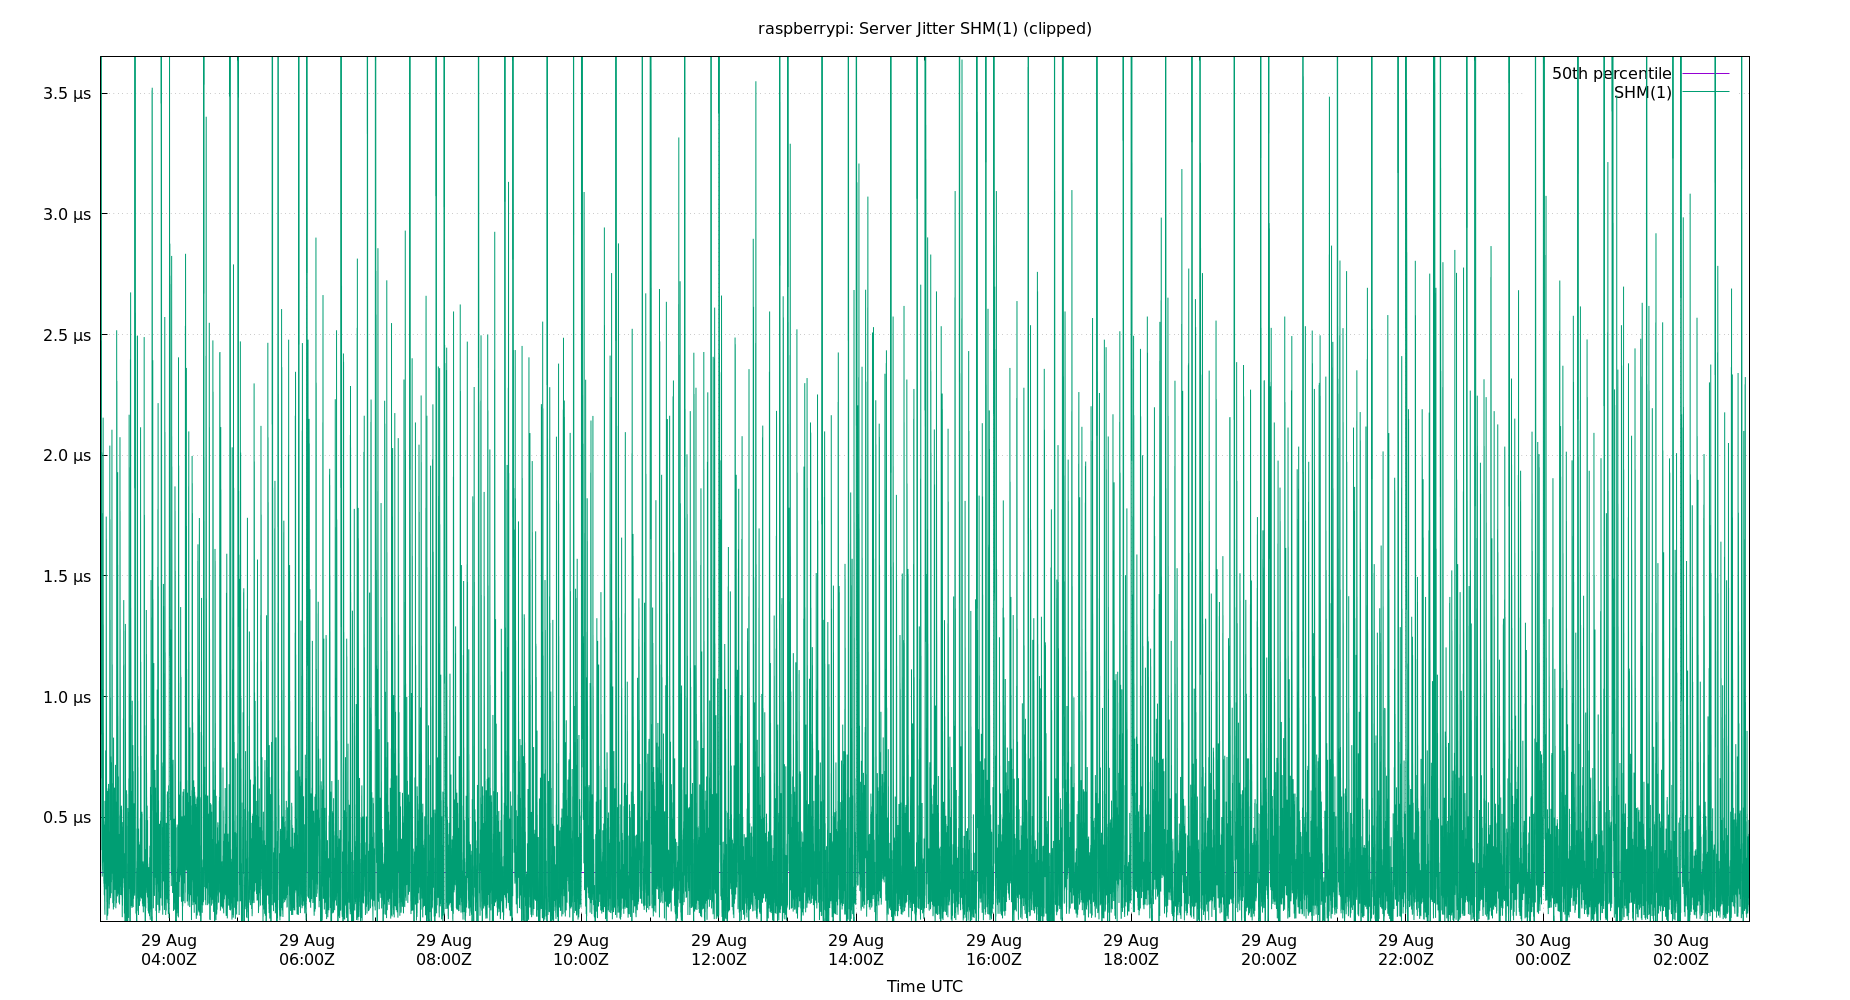 raspberrypi: Server Jitter SHM(1) (clipped)
50th percentile
SHM(1)
3.5 µs
3.0 µs
2.5 µs
2.0 µs
1.5 µs
1.0 µs
0.5 µs
29 Aug 29 Aug 29 Aug 29 Aug 29 Aug 29 Aug 29 Aug 29 Aug 29 Aug 29 Aug 30 Aug 30 Aug
04:00Z 06:00Z 08:00Z 10:00Z 12:00Z 14:00Z 16:00Z 18:00Z 20:00Z 22:00Z 00:00Z 02:00Z
Time UTC